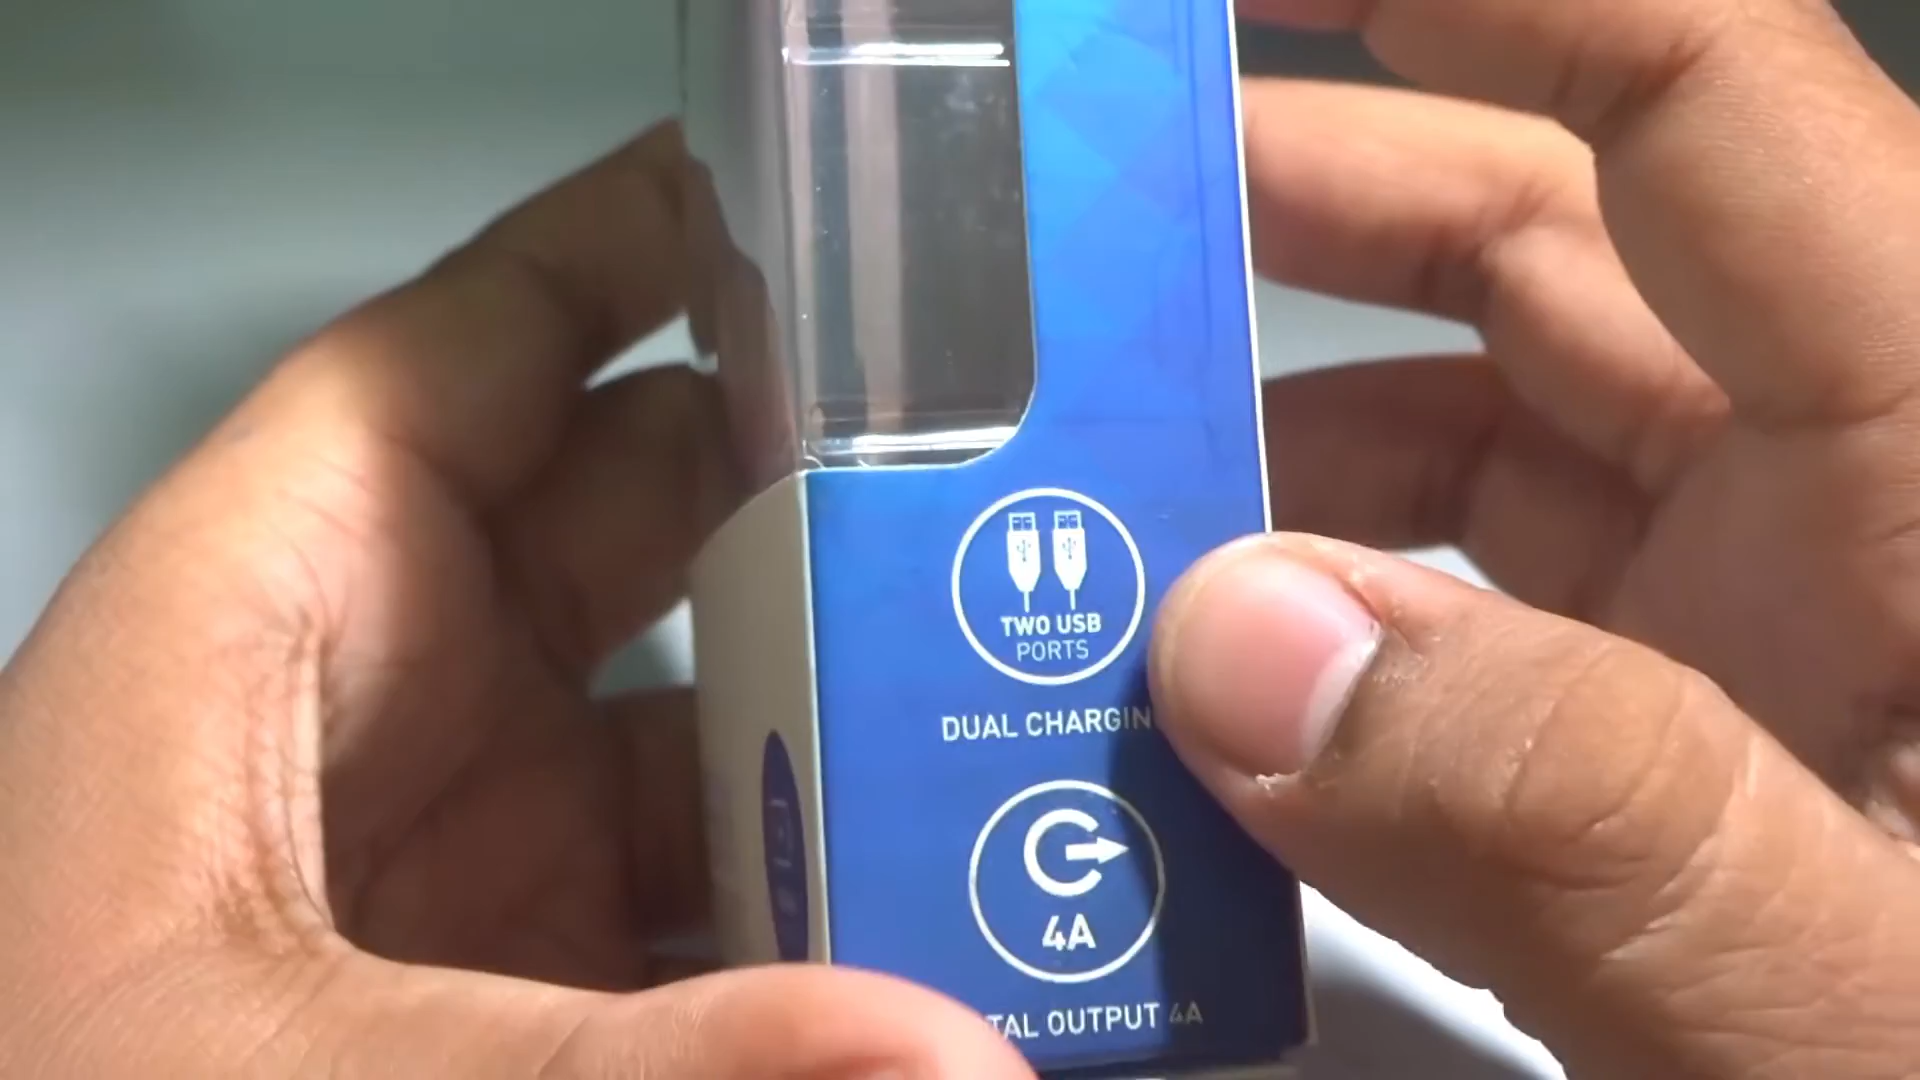 TWO USB
PORTS
DUAL CHARGIN
4A
TAL OUTPUT 4A